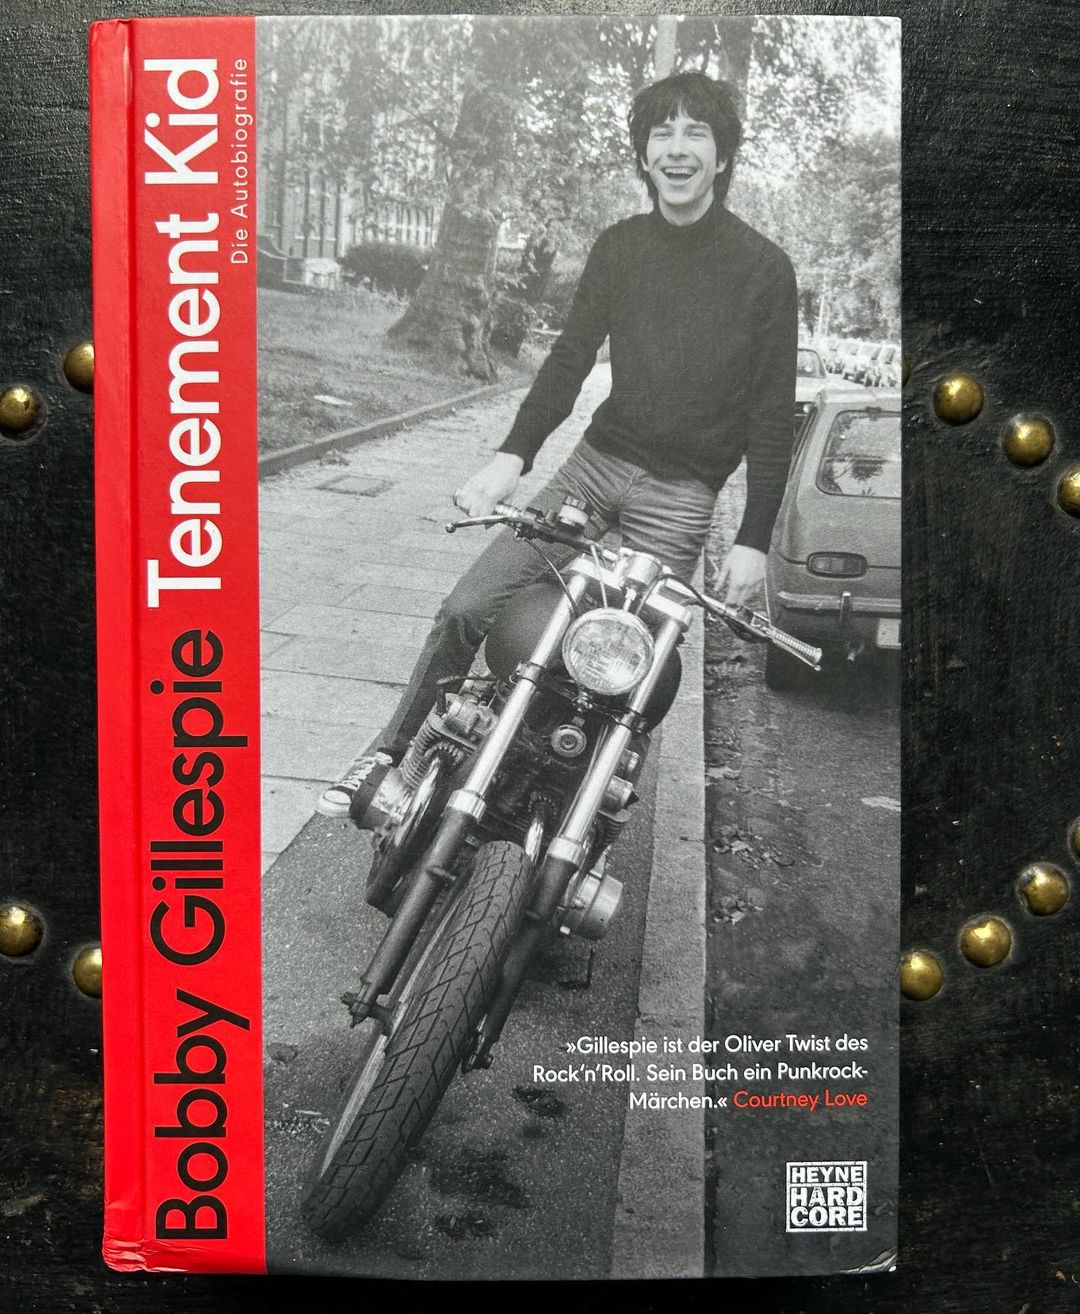 Bobby Gillespie Tenement Kid
Die Autobiografie
»Gillespie ist der Oliver Twist des
Rock‘n‘Roll. Sein Buch ein Punkrock-
Märchen.« Courtney Love
HEYNE
HARD
CORE